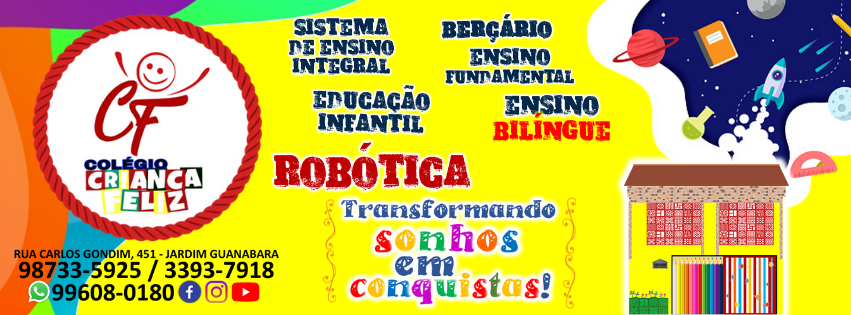 CF
COLÉGIO
CRIANÇA
FELIZ
RUA CARLOS GONDIM, 451 - JARDIM GUANABARA
98733-5925 / 3393-7918
99608-0180
SISTEMA
DE ENSINO
INTEGRAL
BERÇÁRIO
ENSINO
FUNDAMENTAL
EDUCAÇÃO
INFANTIL
ENSINO
BILÍNGUE
ROBÓTICA
Transformando
sonhos
em
conquistas!